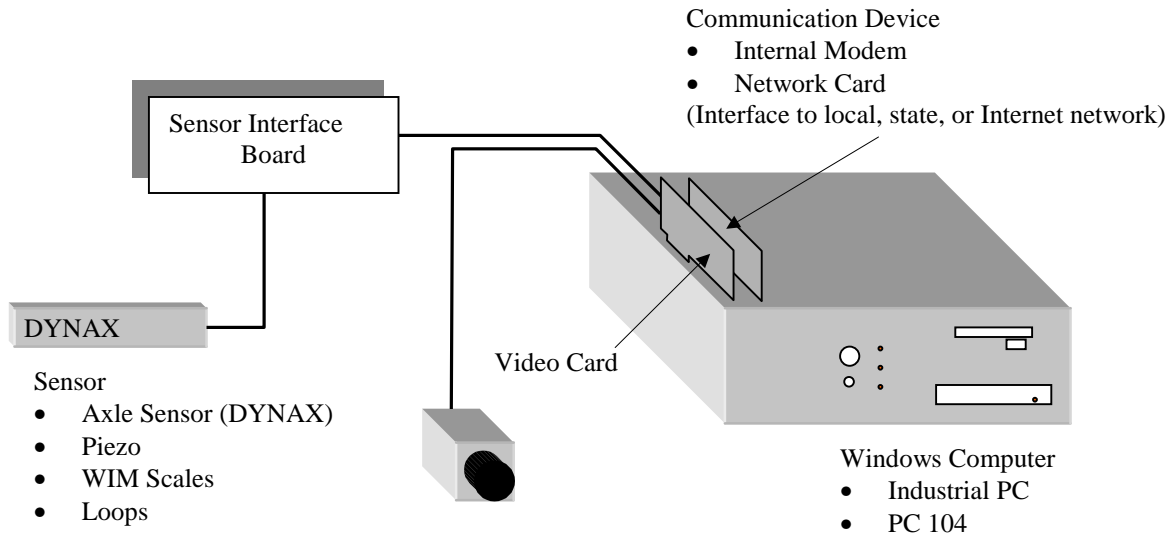 Communication Device
• Internal Modem
• Network Card
(Interface to local, state, or Internet network)
Sensor Interface
Board
DYNAX
Sensor
• Axle Sensor (DYNAX)
• Piezo
• WIM Scales
• Loops
Video Card
Windows Computer
• Industrial PC
• PC 104